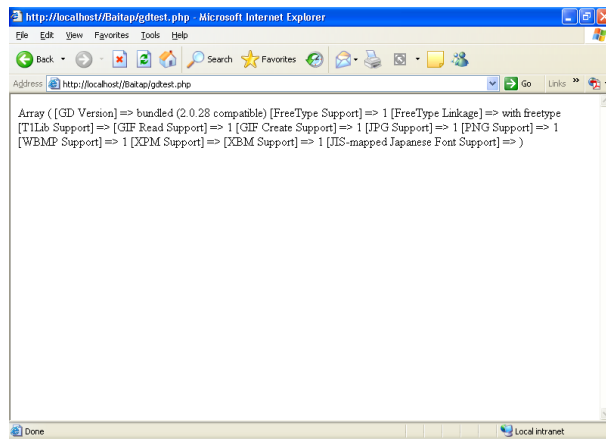 http://localhost//Baitap/gdtest.php - Microsoft Internet Explorer
File Edit View Favorites Tools Help
Back Search Favorites
Address http://localhost//Baitap/gdtest.php Go Links »
Array ( [GD Version] => bundled (2.0.28 compatible) [FreeType Support] => 1 [FreeType Linkage] => with freetype
[T1Lib Support] => [GIF Read Support] => 1 [GIF Create Support] => 1 [JPG Support] => 1 [PNG Support] => 1
[WBMP Support] => 1 [XPM Support] => [XBM Support] => 1 [JIS-mapped Japanese Font Support] => )
Done Local intranet